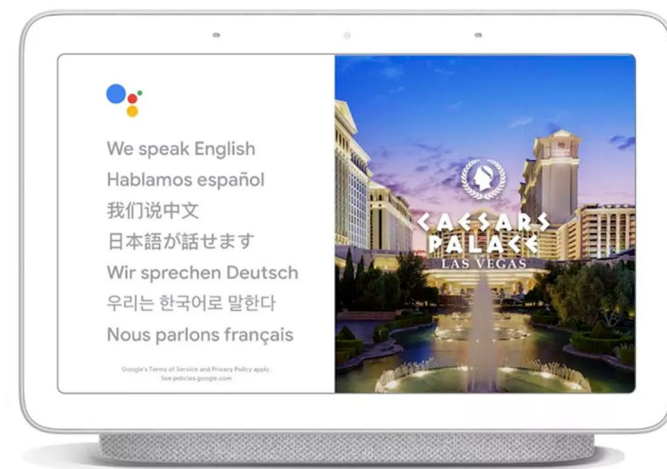 We speak English
Hablamos español
我们说中文
日本語が話せます
Wir sprechen Deutsch
우리는 한국어로 말한다
Nous parlons français
Google's Terms of Service and Privacy Policy apply.
See policies.google.com
CAESARS
PALACE
LAS VEGAS